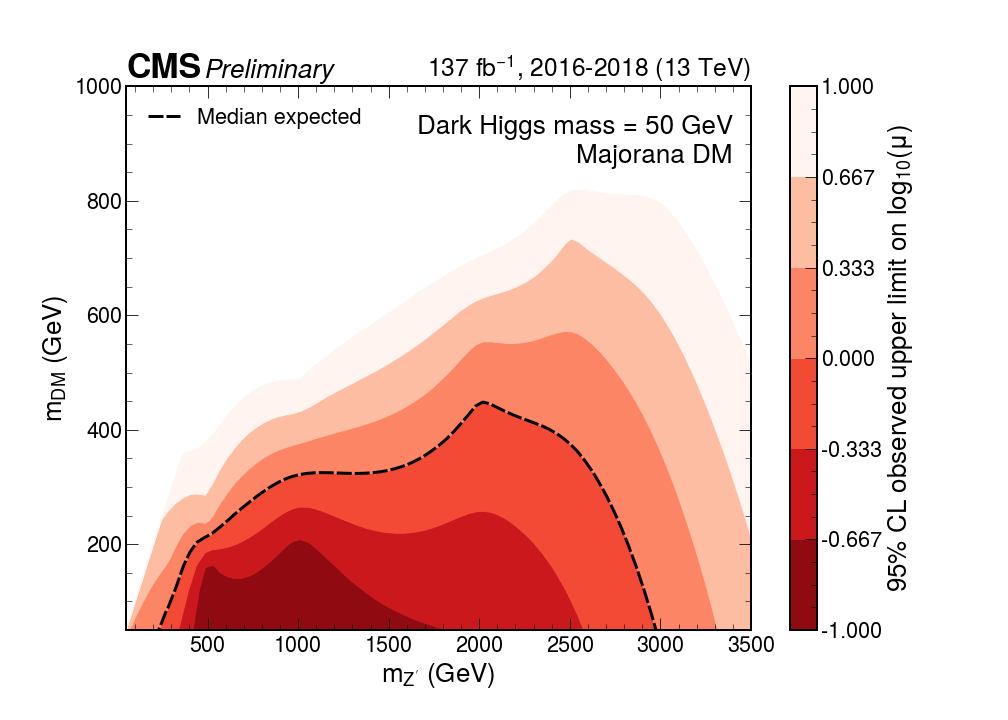 CMS Preliminary 137 fb⁻¹, 2016-2018 (13 TeV)
Median expected
Dark Higgs mass = 50 GeV
Majorana DM
1000
800
600
400
200
m_DM (GeV)
500 1000 1500 2000 2500 3000 3500
m_Z′ (GeV)
1.000
0.667
0.333
0.000
-0.333
-0.667
-1.000
95% CL observed upper limit on log₁₀(μ)